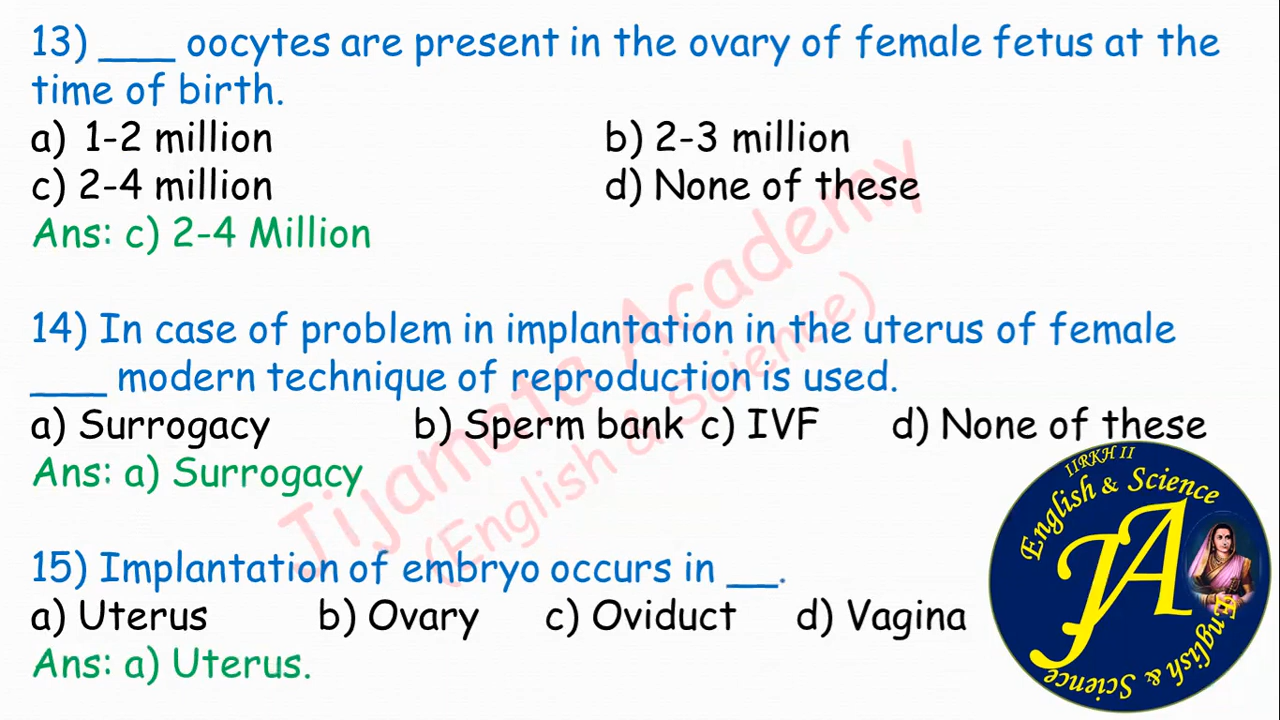 13) ___ oocytes are present in the ovary of female fetus at the
time of birth.
a) 1-2 million b) 2-3 million
c) 2-4 million d) None of these
Ans: c) 2-4 Million
14) In case of problem in implantation in the uterus of female
___ modern technique of reproduction is used.
a) Surrogacy b) Sperm bank c) IVF d) None of these
Ans: a) Surrogacy
15) Implantation of embryo occurs in __.
a) Uterus b) Ovary c) Oviduct d) Vagina
Ans: a) Uterus.
Jijamata Academy
(English & Science)
IIRKH II
English & Science
JA
English & Science